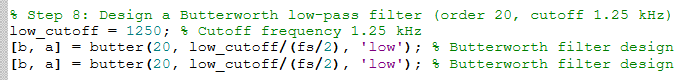 % Step 8: Design a Butterworth low-pass filter (order 20, cutoff 1.25 kHz)
low_cutoff = 1250; % Cutoff frequency 1.25 kHz
[b, a] = butter(20, low_cutoff/(fs/2), 'low'); % Butterworth filter design
[b, a] = butter(20, low_cutoff/(fs/2), 'low'); % Butterworth filter design